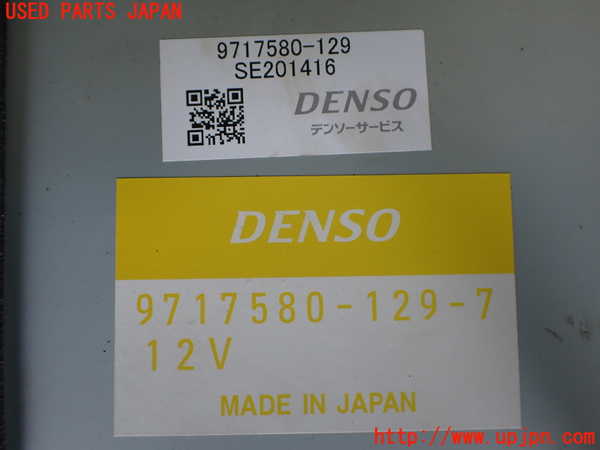 USED PARTS JAPAN
9717580-129
SE201416
DENSO
デンソーサービス
DENSO
9717580-129-7
12V
MADE IN JAPAN
http://www.upjpn.com